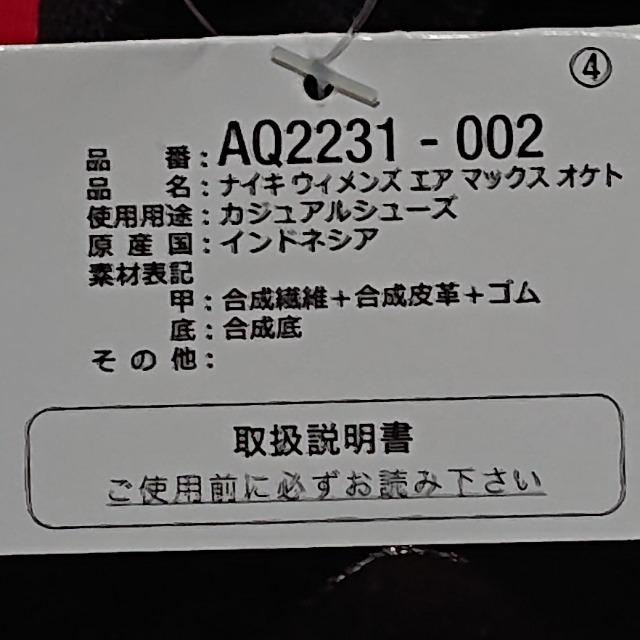 ④
品番:AQ2231-002
品名:ナイキ ウィメンズ エア マックス オケト
使用用途:カジュアルシューズ
原産国:インドネシア
素材表記
甲:合成繊維+合成皮革+ゴム
底:合成底
その他:
取扱説明書
ご使用前に必ずお読み下さい